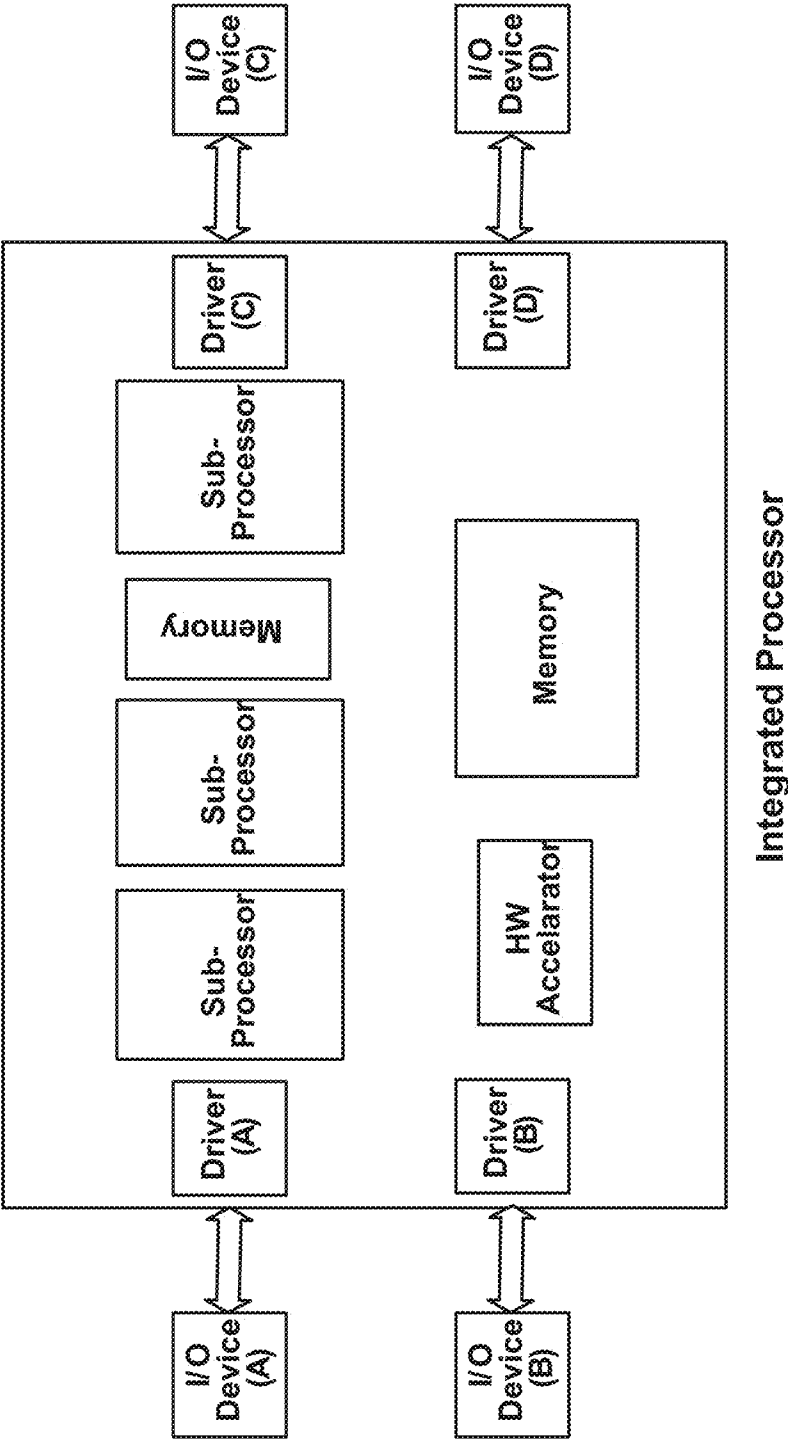 I/O
Device
(A)
Driver
(A)
Sub-
Processor
Sub-
Processor
Memory
Sub-
Processor
Driver
(C)
I/O
Device
(C)
I/O
Device
(B)
Driver
(B)
HW
Accelarator
Memory
Driver
(D)
I/O
Device
(D)
Integrated Processor